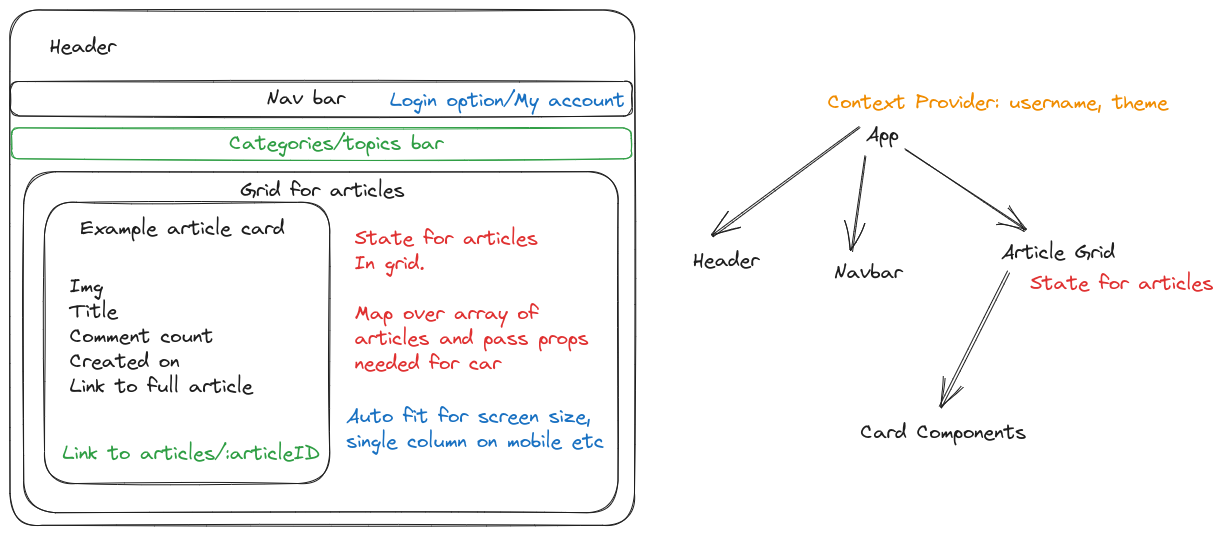 Header
Nav bar
Login option/My account
Categories/topics bar
Grid for articles
Example article card
Img
Title
Comment count
Created on
Link to full article
Link to articles/:articleID
State for articles
In grid.
Map over array of
articles and pass props
needed for car
Auto fit for screen size,
single column on mobile etc
Context Provider: username, theme
App
Header
Navbar
Article Grid
State for articles
Card Components